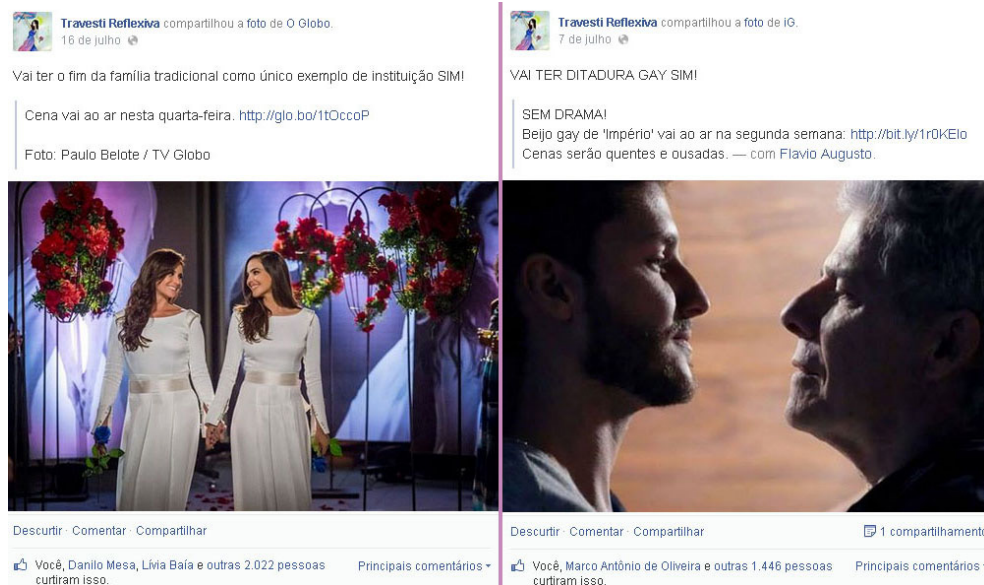 Travesti Reflexiva compartilhou a foto de O Globo.
16 de julho
Vai ter o fim da família tradicional como único exemplo de instituição SIM!
Cena vai ao ar nesta quarta-feira. http://glo.bo/1tOccoP
Foto: Paulo Belote / TV Globo
Descurtir · Comentar · Compartilhar
Você, Danilo Mesa, Lívia Baía e outras 2.022 pessoas
curtiram isso.
Principais comentários
Travesti Reflexiva compartilhou a foto de iG.
7 de julho
VAI TER DITADURA GAY SIM!
SEM DRAMA!
Beijo gay de 'Império' vai ao ar na segunda semana: http://bit.ly/1r0KElo
Cenas serão quentes e ousadas. — com Flavio Augusto.
Descurtir · Comentar · Compartilhar
1 compartilhamento
Você, Marco Antônio de Oliveira e outras 1.446 pessoas
curtiram isso.
Principais comentários